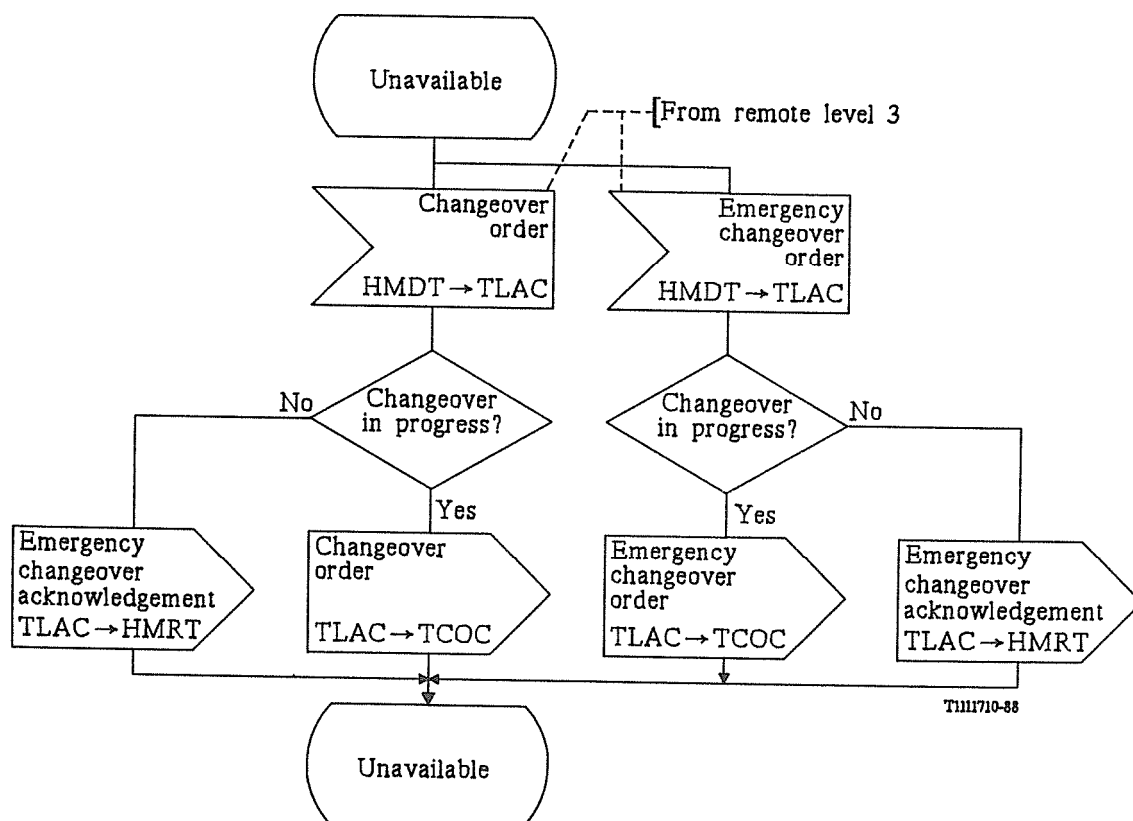 Unavailable
[From remote level 3
Changeover
order
HMDT→TLAC
Emergency
changeover
order
HMDT→TLAC
No
Changeover
in progress?
Yes
Changeover
in progress?
No
Yes
Emergency
changeover
acknowledgement
TLAC→HMRT
Changeover
order
TLAC→TCOC
Emergency
changeover
order
TLAC→TCOC
Emergency
changeover
acknowledgement
TLAC→HMRT
T1111710-88
Unavailable